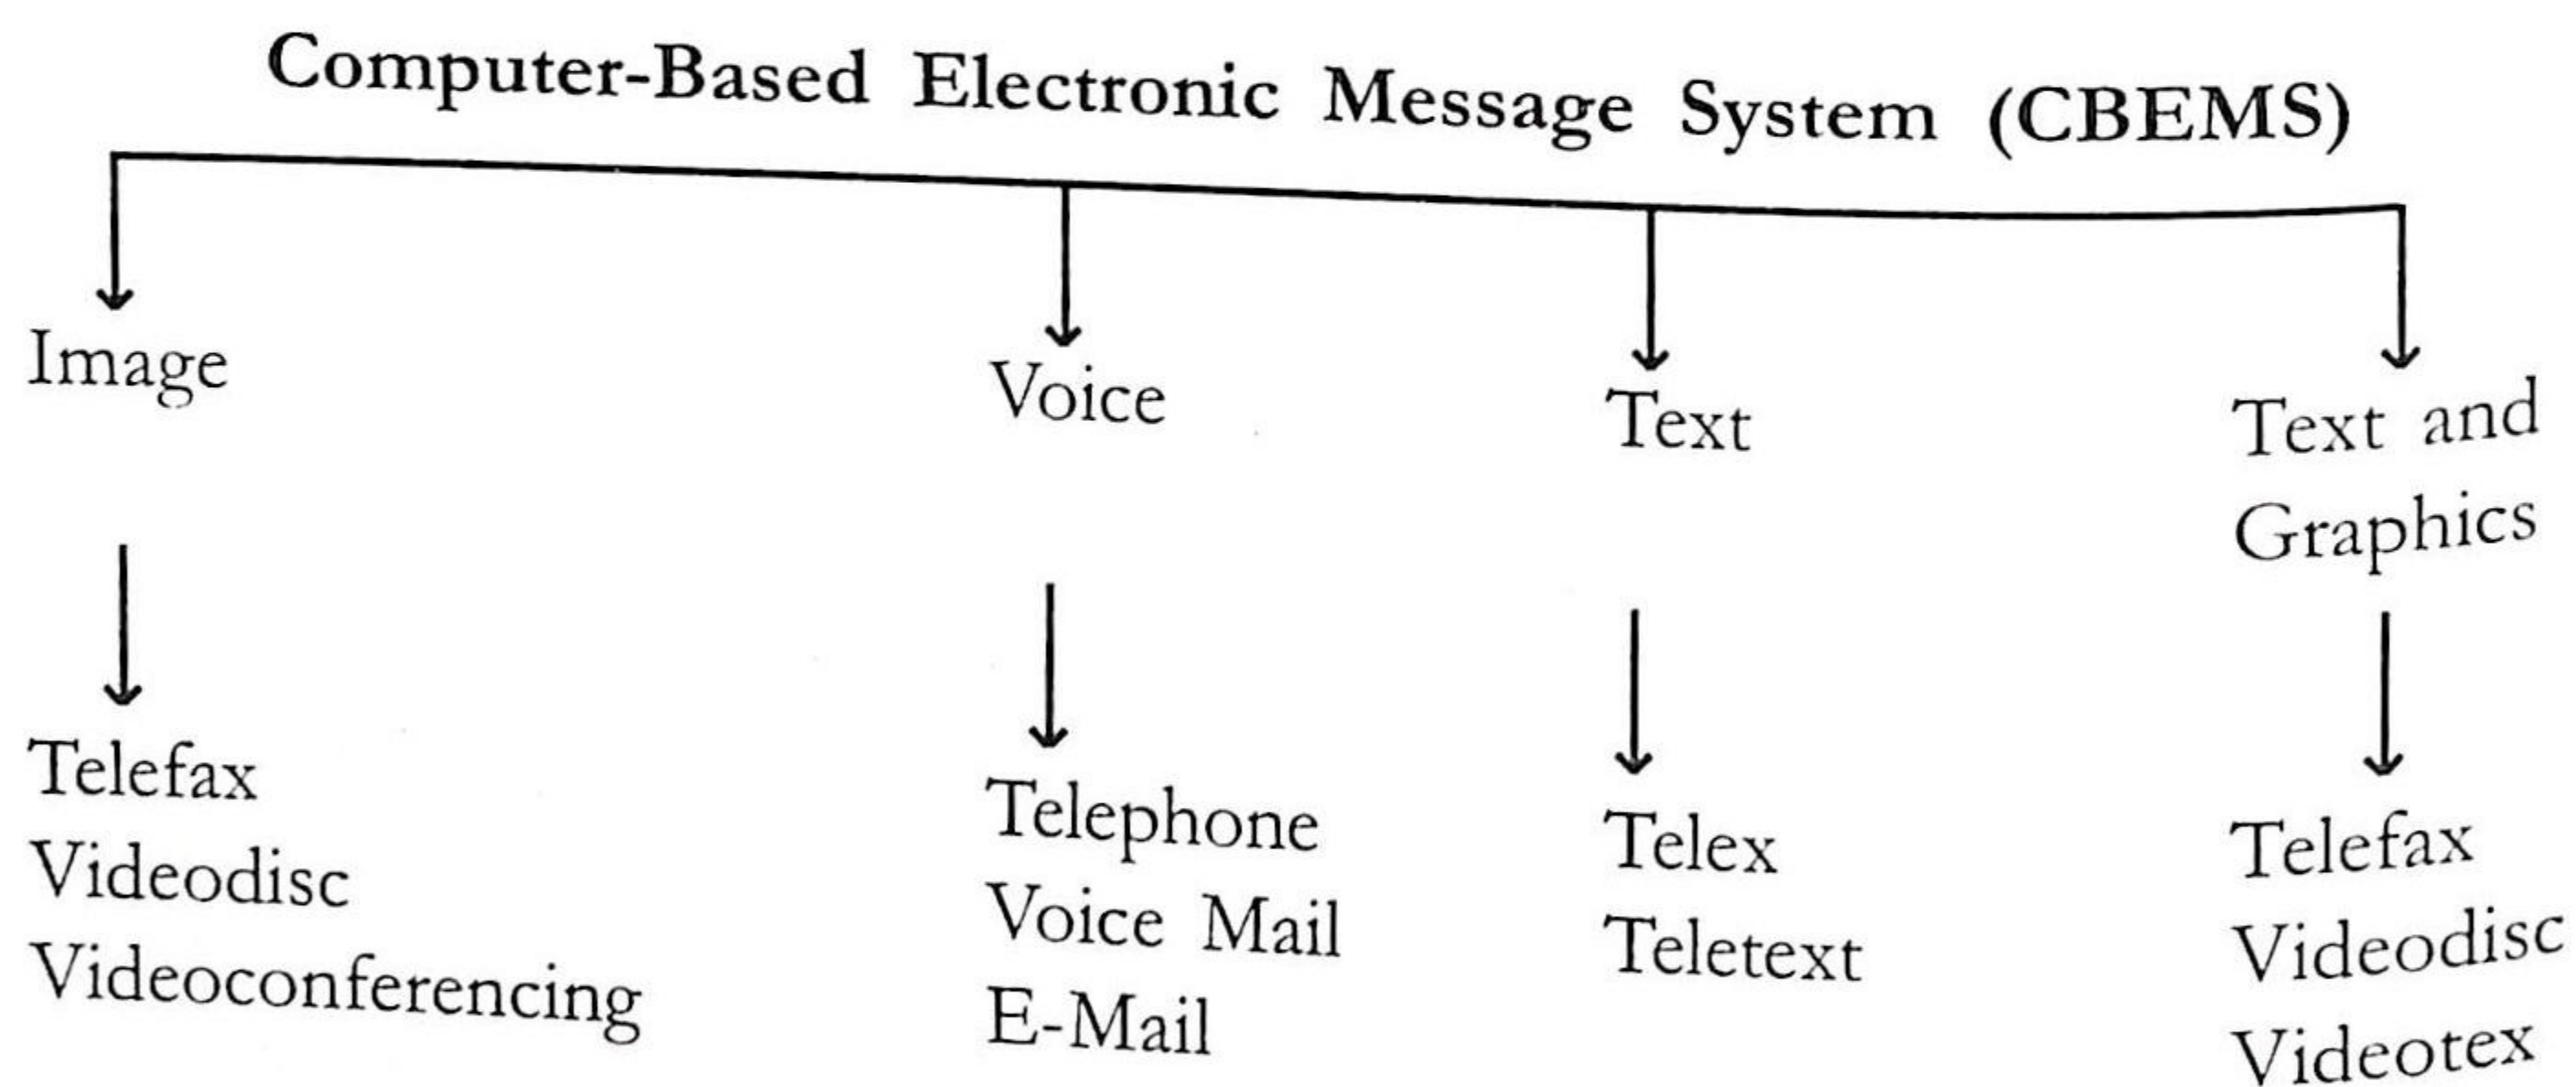 Computer-Based Electronic Message System (CBEMS)
Image
Voice
Text
Text and
Graphics
Telefax
Videodisc
Videoconferencing
Telephone
Voice Mail
E-Mail
Telex
Teletext
Telefax
Videodisc
Videotex